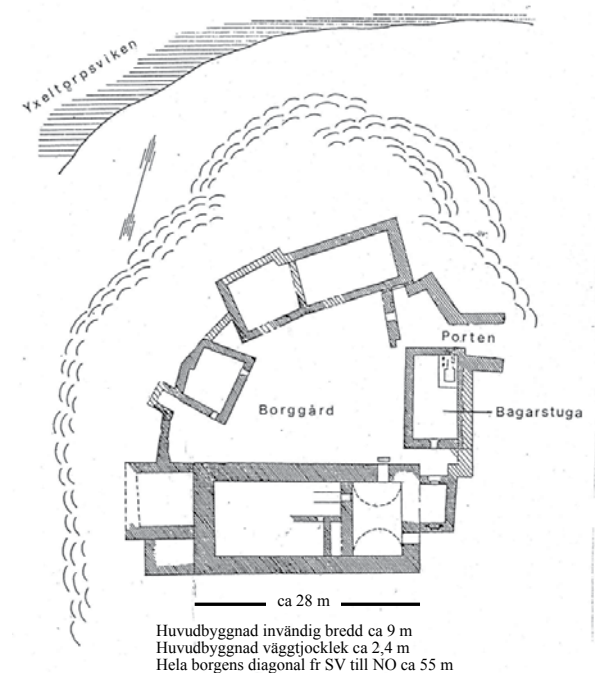 Yxeltorpsviken
Porten
Borggård
Bagarstuga
ca 28 m
Huvudbyggnad invändig bredd ca 9 m
Huvudbyggnad väggtjocklek ca 2,4 m
Hela borgens diagonal fr SV till NO ca 55 m